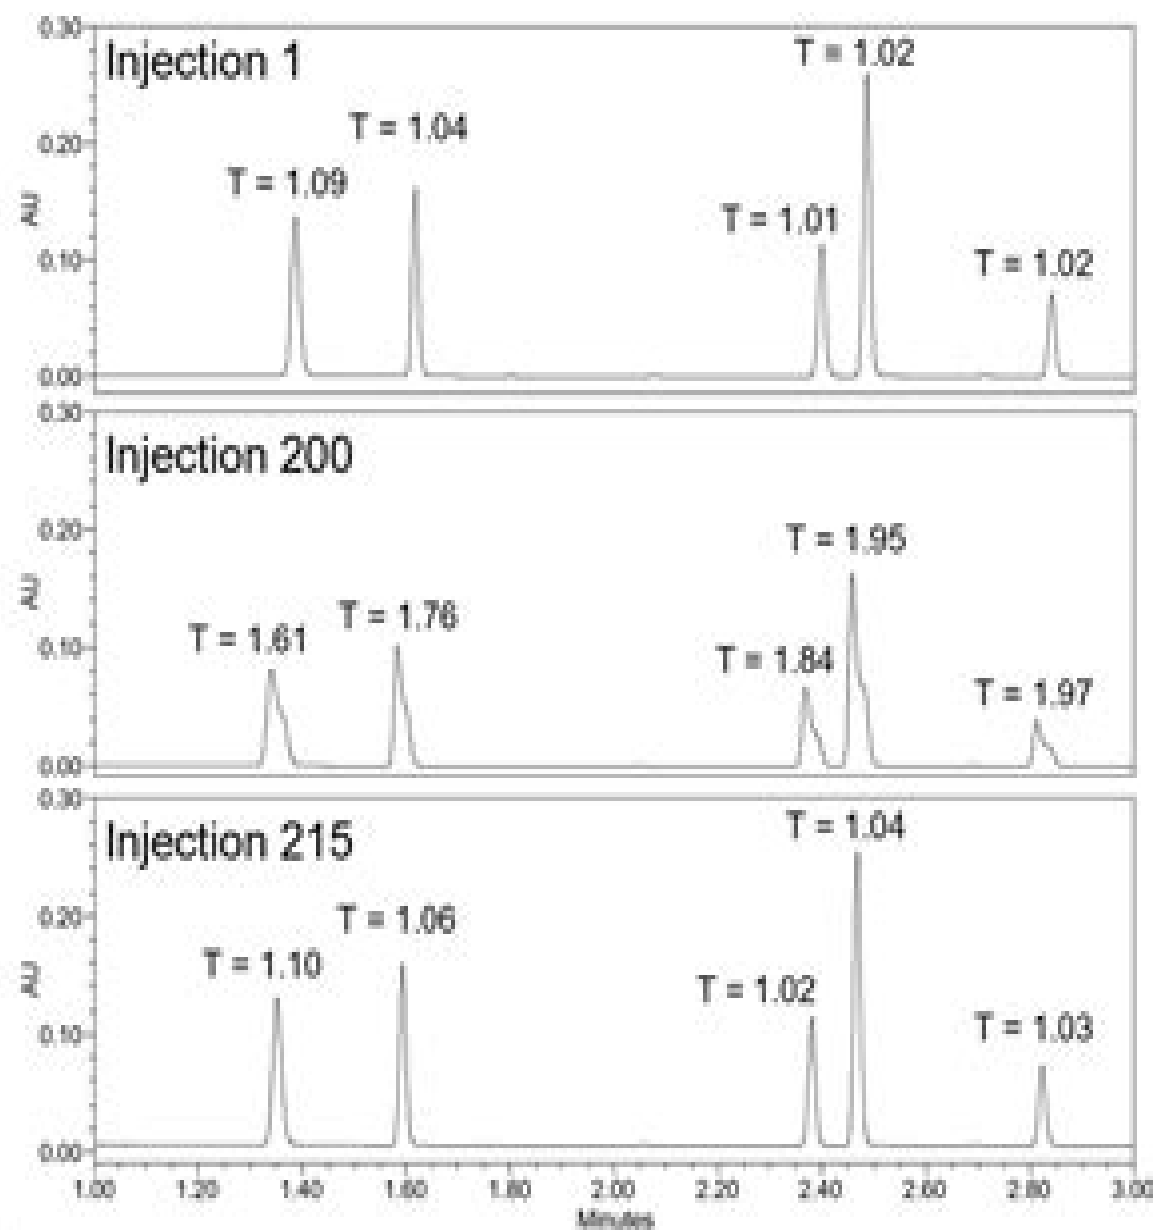 0.30
Injection 1
T = 1.02
T = 1.04
0.20
T = 1.09
AU
T = 1.01
0.10
T = 1.02
0.00
0.30
Injection 200
0.20
T = 1.95
AU
T = 1.76
T = 1.61
0.10
T = 1.84
T = 1.97
0.00
0.30
Injection 215
T = 1.04
0.20
T = 1.06
T = 1.10
AU
T = 1.02
0.10
T = 1.03
0.00
1.00 1.20 1.40 1.60 1.80 2.00 2.20 2.40 2.60 2.80 3.00
Minutes